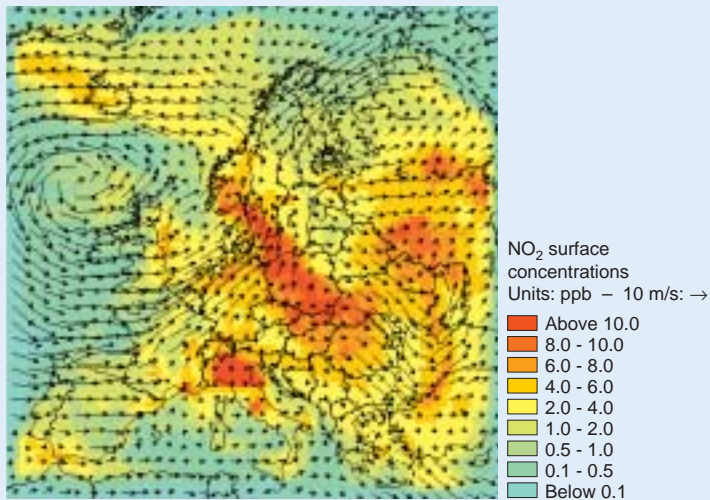 NO₂ surface
concentrations
Units: ppb – 10 m/s: →
Above 10.0
8.0 - 10.0
6.0 - 8.0
4.0 - 6.0
2.0 - 4.0
1.0 - 2.0
0.5 - 1.0
0.1 - 0.5
Below 0.1